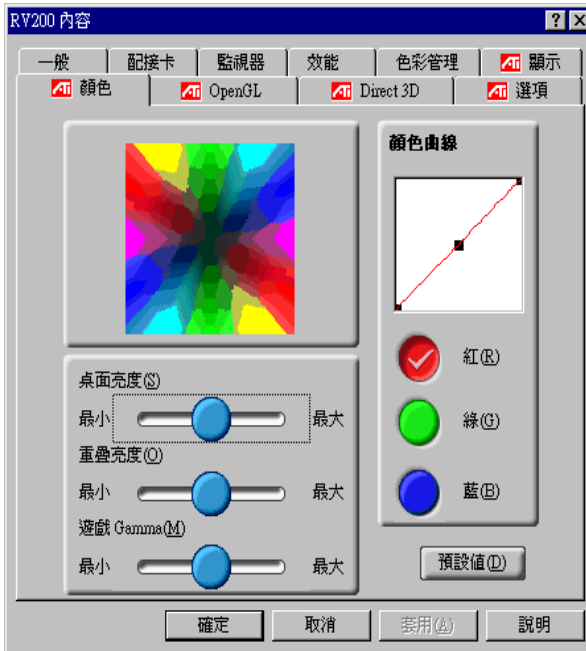 RV200 內容
一般 配接卡 監視器 效能 色彩管理 ATI 顯示
ATI 顏色 ATI OpenGL ATI Direct 3D ATI 選項
顏色曲線
紅(R)
綠(G)
藍(B)
桌面亮度(S)
最小 最大
重疊亮度(O)
最小 最大
遊戲 Gamma(M)
最小 最大
預設值(D)
確定 取消 套用(A) 說明